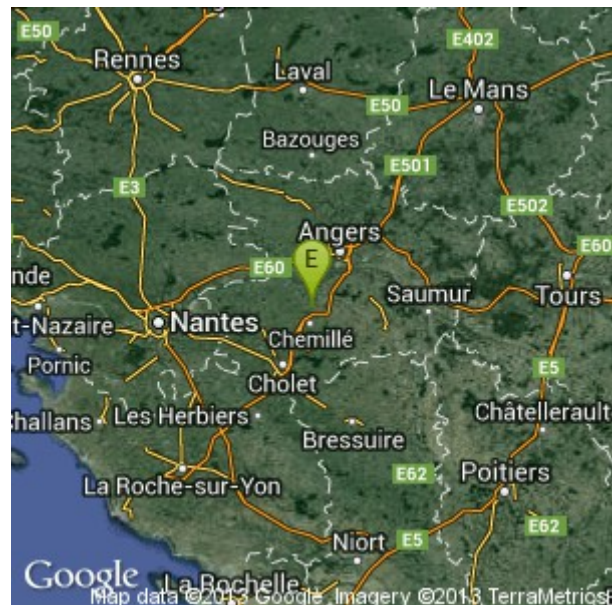 E50
Rennes
Laval
E402
Le Mans
E50
Bazouges
E3
E501
E502
Angers
E60
E
E60
nde
Saumur
Tours
t-Nazaire
Nantes
Chemillé
Pornic
Cholet
E5
Challans
Les Herbiers
Châtellerault
Bressuire
La Roche-sur-Yon
E62
Poitiers
E62
Niort
E5
Google
La Rochelle
Map data ©2013 Google, Imagery ©2013 TerraMetrics